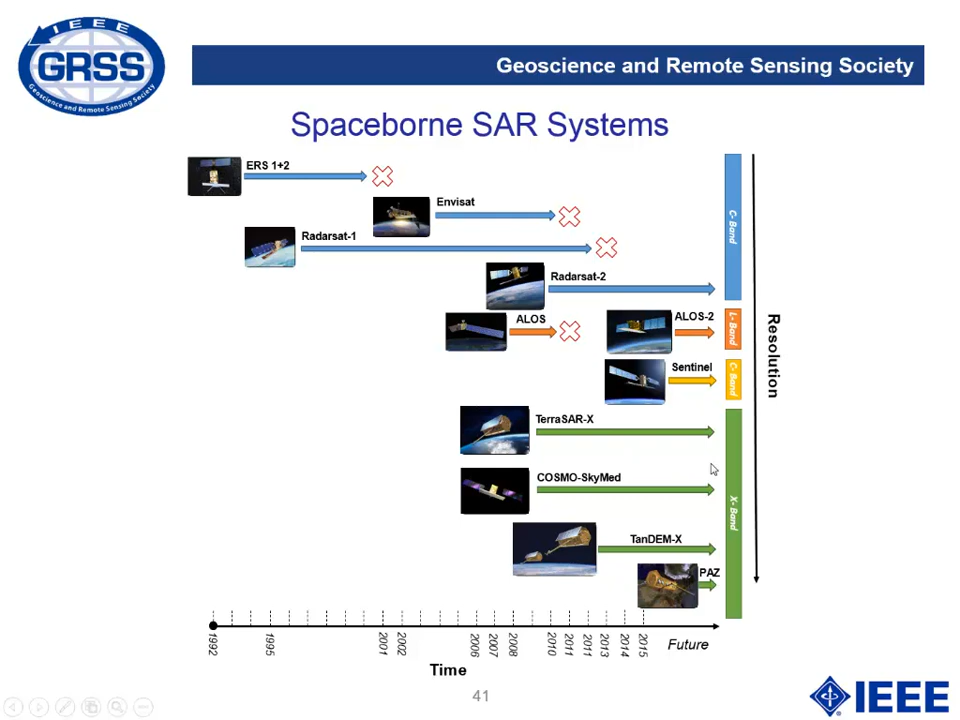 IEEE
GRSS
Geoscience and Remote Sensing Society
Geoscience and Remote Sensing Society
Spaceborne SAR Systems
ERS 1+2
Envisat
Radarsat-1
Radarsat-2
C- Band
ALOS
ALOS-2
L- Band
Sentinel
C- Band
Resolution
TerraSAR-X
COSMO-SkyMed
X- Band
TanDEM-X
PAZ
1992
1995
2001
2002
2006
2007
2008
2010
2011
2011
2013
2014
2015
Future
Time
41
IEEE